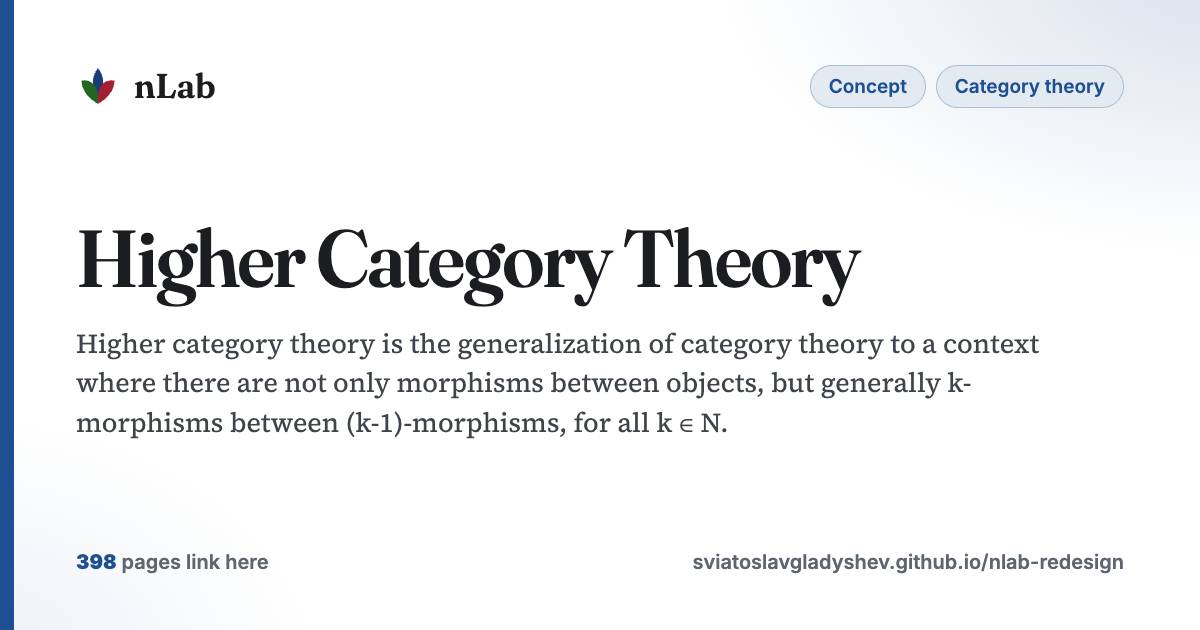 nLab
Concept
Category theory
Higher Category Theory
Higher category theory is the generalization of category theory to a context
where there are not only morphisms between objects, but generally k-
morphisms between (k-1)-morphisms, for all k ∈ N.
398 pages link here
sviatoslavgladyshev.github.io/nlab-redesign